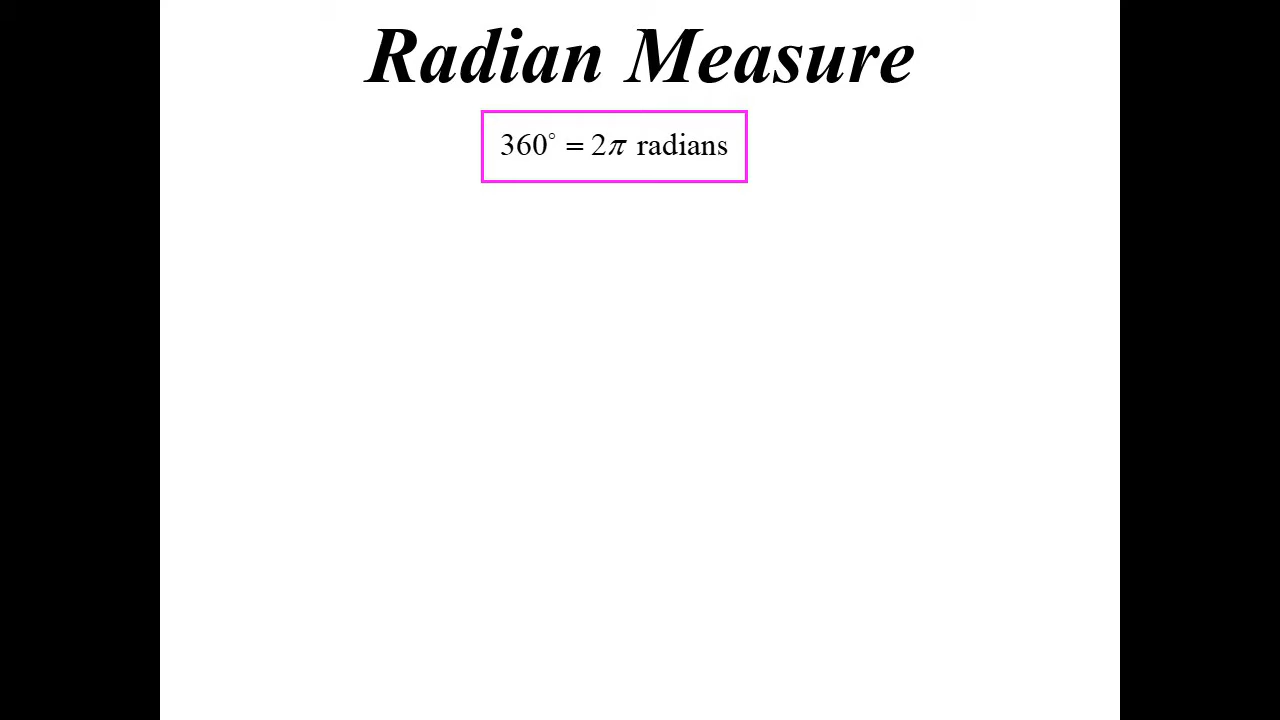 Radian Measure
360° = 2π radians